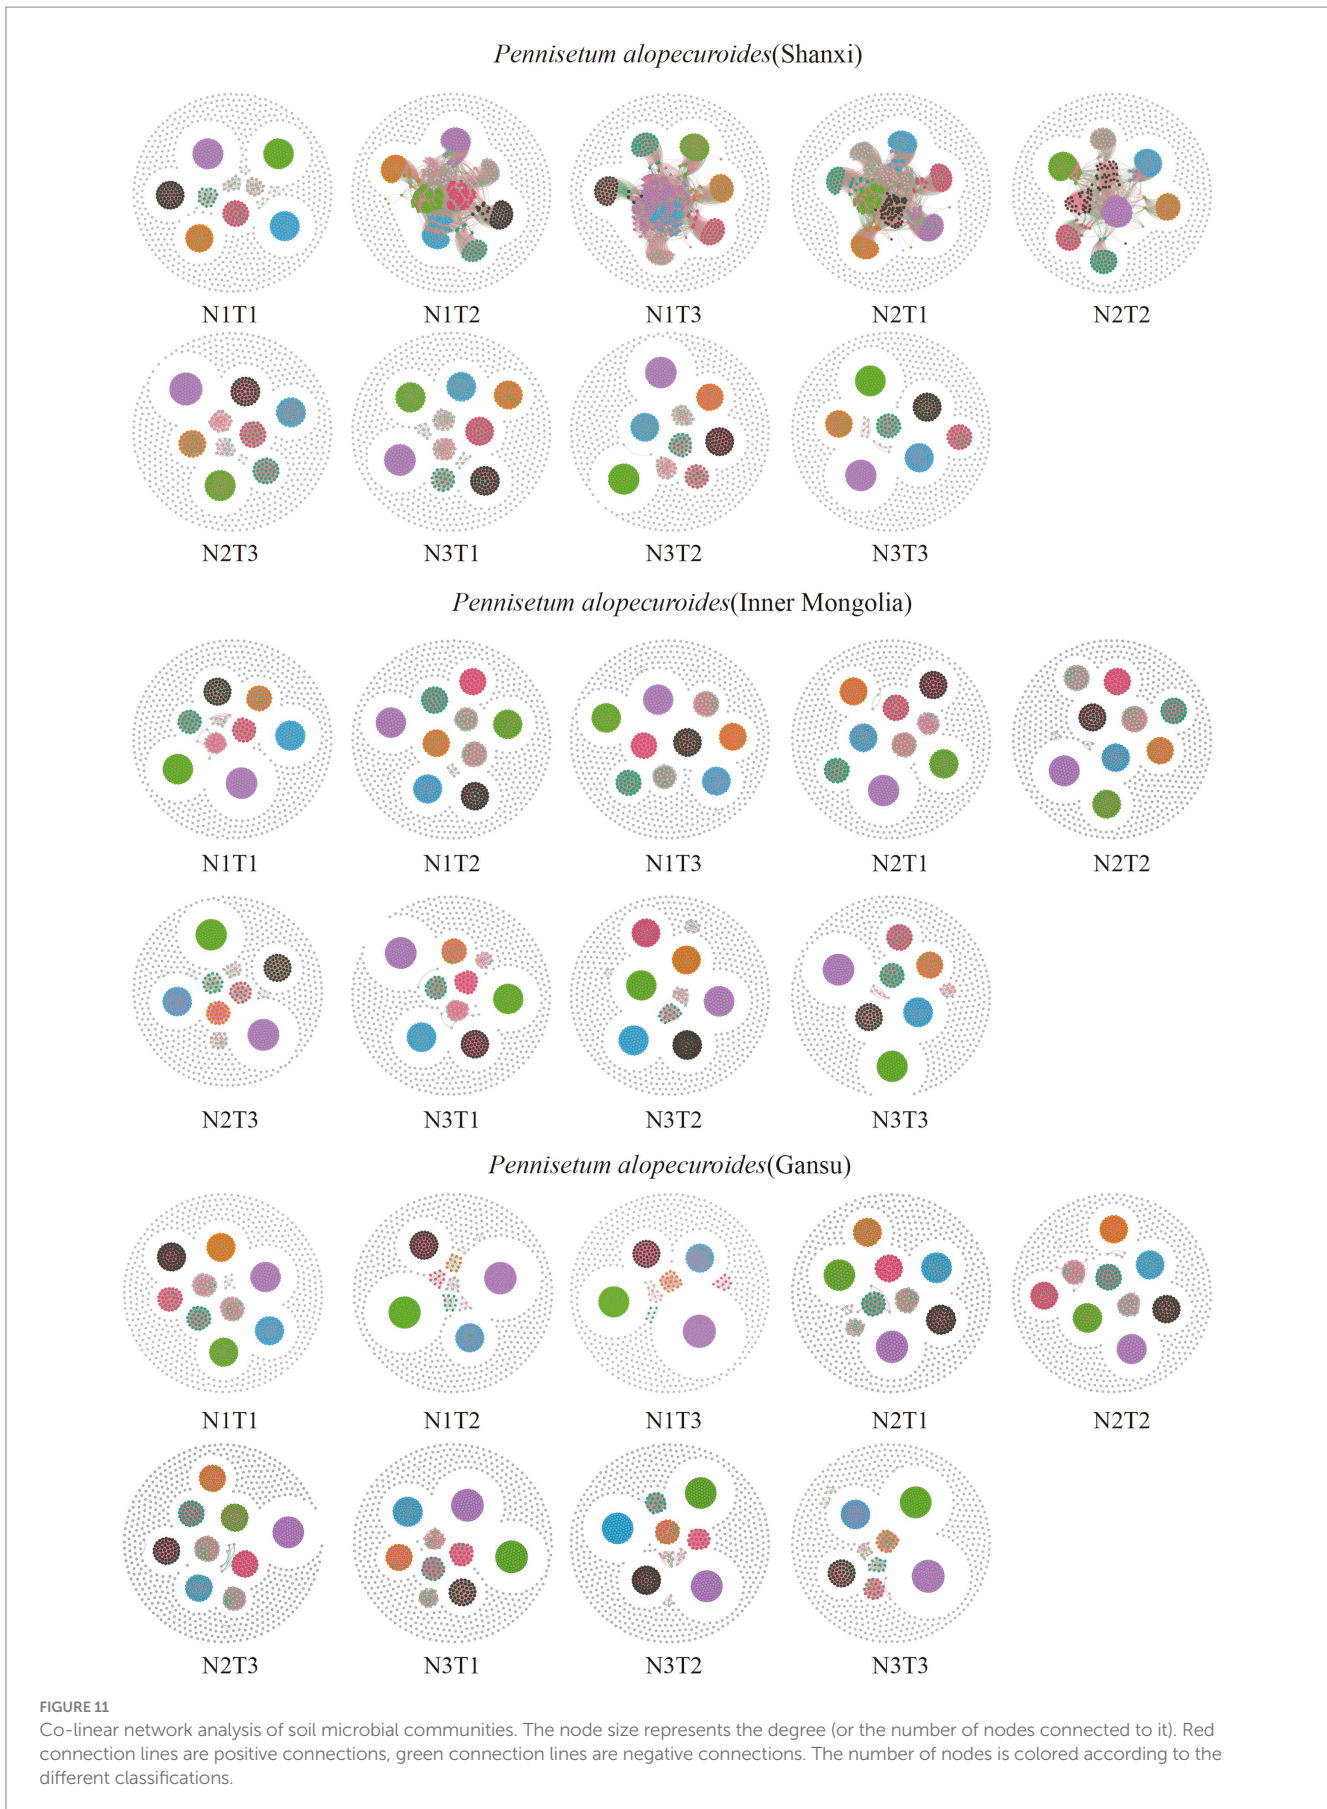 Pennisetum alopecuroides(Shanxi)
N1T1 N1T2 N1T3 N2T1 N2T2
N2T3 N3T1 N3T2 N3T3
Pennisetum alopecuroides(Inner Mongolia)
N1T1 N1T2 N1T3 N2T1 N2T2
N2T3 N3T1 N3T2 N3T3
Pennisetum alopecuroides(Gansu)
N1T1 N1T2 N1T3 N2T1 N2T2
N2T3 N3T1 N3T2 N3T3
FIGURE 11
Co-linear network analysis of soil microbial communities. The node size represents the degree (or the number of nodes connected to it). Red
connection lines are positive connections, green connection lines are negative connections. The number of nodes is colored according to the
different classifications.